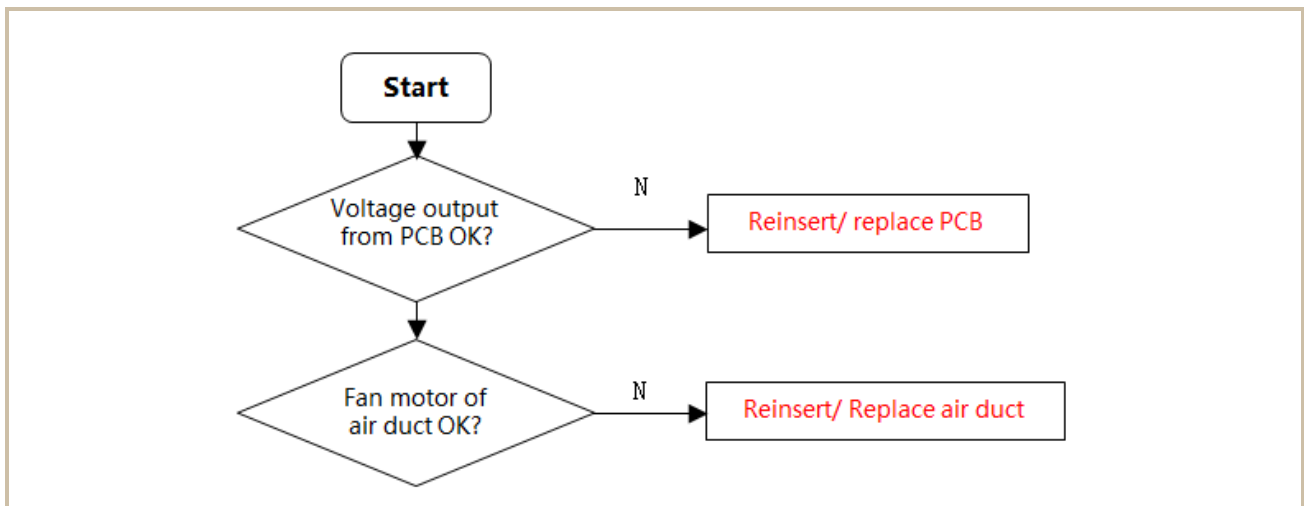 Start
Voltage output
from PCB OK?
N
Reinsert/ replace PCB
Fan motor of
air duct OK?
N
Reinsert/ Replace air duct